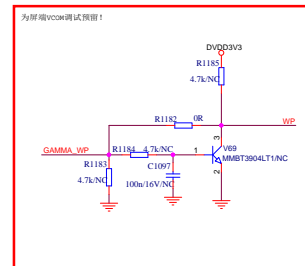 为屏端VCOM调试预留!
DVDD3V3
R1185
4.7k/NC
R1182 0R
WP
GAMMA_WP
R1184 4.7k/NC
R1183
4.7k/NC
C1097
100n/16V/NC
1
3
V69
MMBT3904LT1/NC
2